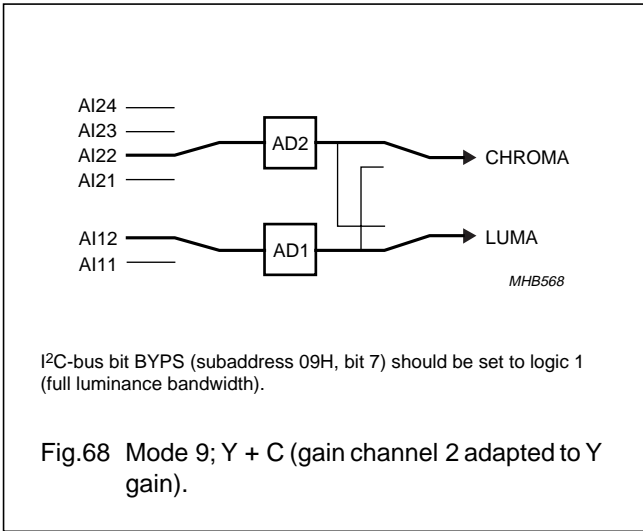 AI24
AI23
AI22
AI21
AD2
CHROMA
AI12
AI11
AD1
LUMA
MHB568
I²C-bus bit BYPS (subaddress 09H, bit 7) should be set to logic 1
(full luminance bandwidth).
Fig.68 Mode 9; Y + C (gain channel 2 adapted to Y
gain).